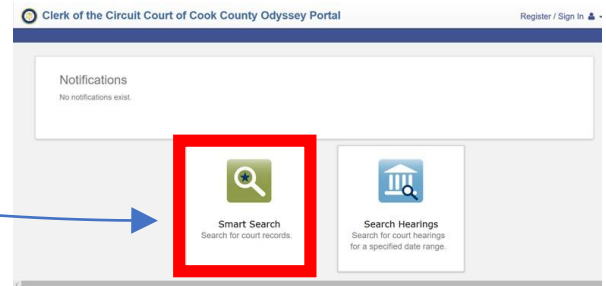 Clerk of the Circuit Court of Cook County Odyssey Portal
Register / Sign In
Notifications
No notifications exist.
Smart Search
Search for court records.
Search Hearings
Search for court hearings
for a specified date range.